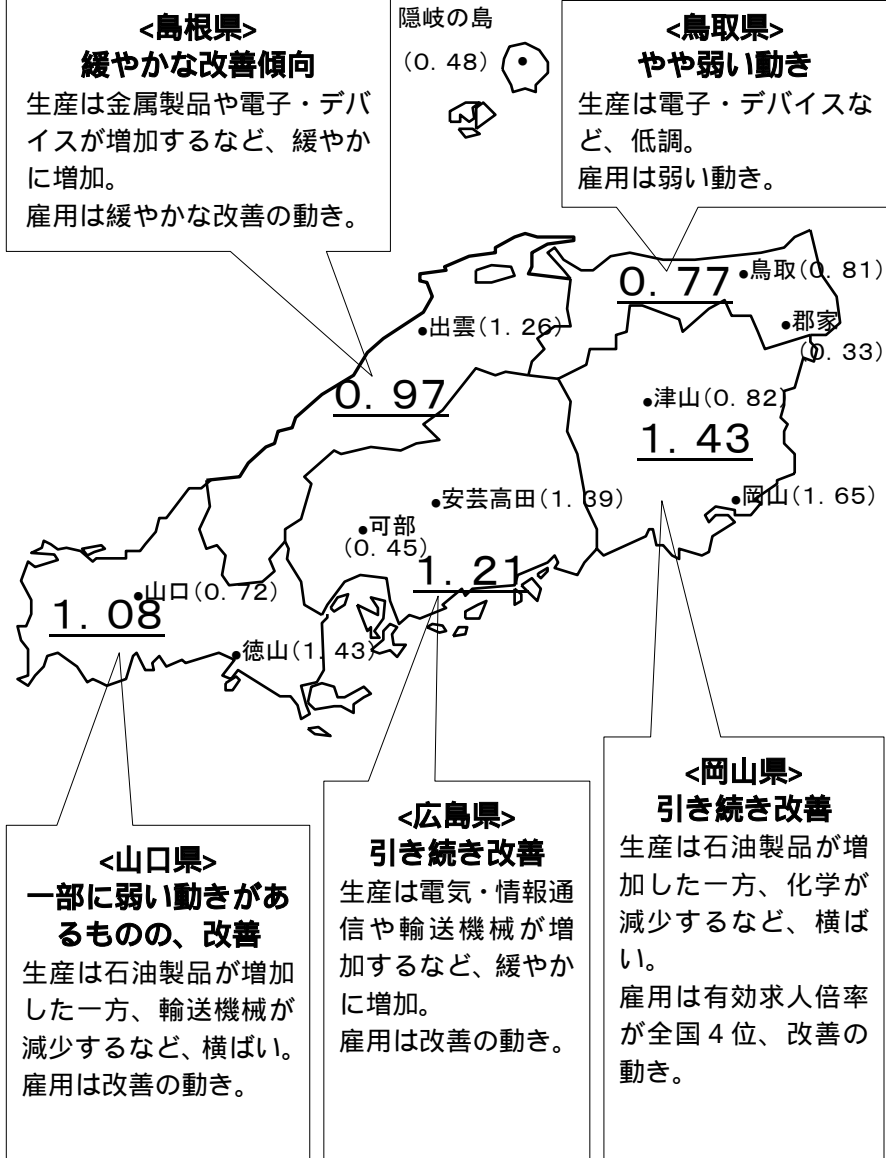 <島根県>
緩やかな改善傾向
生産は金属製品や電子・デバ
イスが増加するなど、緩やか
に増加。
雇用は緩やかな改善の動き。
隠岐の島
(0.48)
<鳥取県>
やや弱い動き
生産は電子・デバイスな
ど、低調。
雇用は弱い動き。
0.77
鳥取(0.81)
郡家
(0.33)
出雲(1.26)
0.97
津山(0.82)
1.43
岡山(1.65)
安芸高田(1.39)
可部
(0.45)
1.21
山口(0.72)
1.08
徳山(1.43)
<山口県>
一部に弱い動きがあ
るものの、改善
生産は石油製品が増加
した一方、輸送機械が
減少するなど、横ばい。
雇用は改善の動き。
<広島県>
引き続き改善
生産は電気・情報通
信や輸送機械が増
加するなど、緩やか
に増加。
雇用は改善の動き。
<岡山県>
引き続き改善
生産は石油製品が増
加した一方、化学が
減少するなど、横ば
い。
雇用は有効求人倍率
が全国4位、改善の
動き。